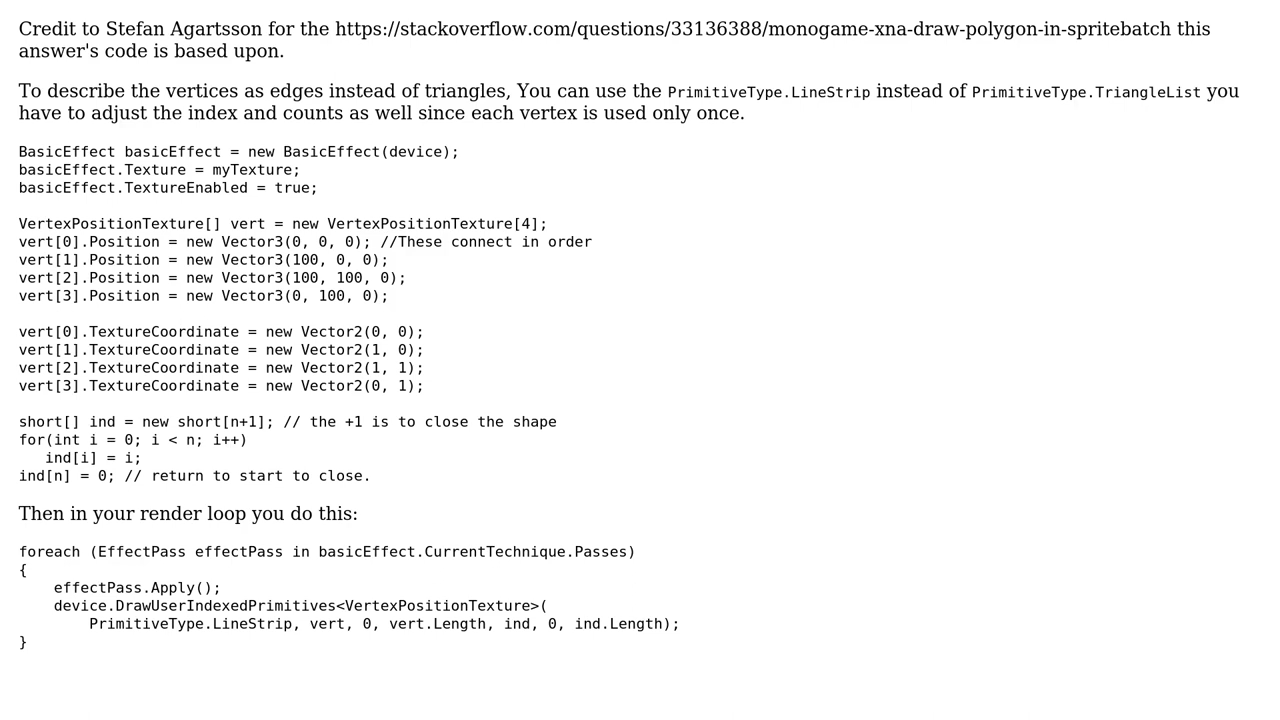 Credit to Stefan Agartsson for the https://stackoverflow.com/questions/33136388/monogame-xna-draw-polygon-in-spritebatch this
answer's code is based upon.
To describe the vertices as edges instead of triangles, You can use the PrimitiveType.LineStrip instead of PrimitiveType.TriangleList you
have to adjust the index and counts as well since each vertex is used only once.
BasicEffect basicEffect = new BasicEffect(device);
basicEffect.Texture = myTexture;
basicEffect.TextureEnabled = true;
VertexPositionTexture[] vert = new VertexPositionTexture[4];
vert[0].Position = new Vector3(0, 0, 0); //These connect in order
vert[1].Position = new Vector3(100, 0, 0);
vert[2].Position = new Vector3(100, 100, 0);
vert[3].Position = new Vector3(0, 100, 0);
vert[0].TextureCoordinate = new Vector2(0, 0);
vert[1].TextureCoordinate = new Vector2(1, 0);
vert[2].TextureCoordinate = new Vector2(1, 1);
vert[3].TextureCoordinate = new Vector2(0, 1);
short[] ind = new short[n+1]; // the +1 is to close the shape
for(int i = 0; i < n; i++)
   ind[i] = i;
ind[n] = 0; // return to start to close.
Then in your render loop you do this:
foreach (EffectPass effectPass in basicEffect.CurrentTechnique.Passes)
{
    effectPass.Apply();
    device.DrawUserIndexedPrimitives<VertexPositionTexture>(
        PrimitiveType.LineStrip, vert, 0, vert.Length, ind, 0, ind.Length);
}